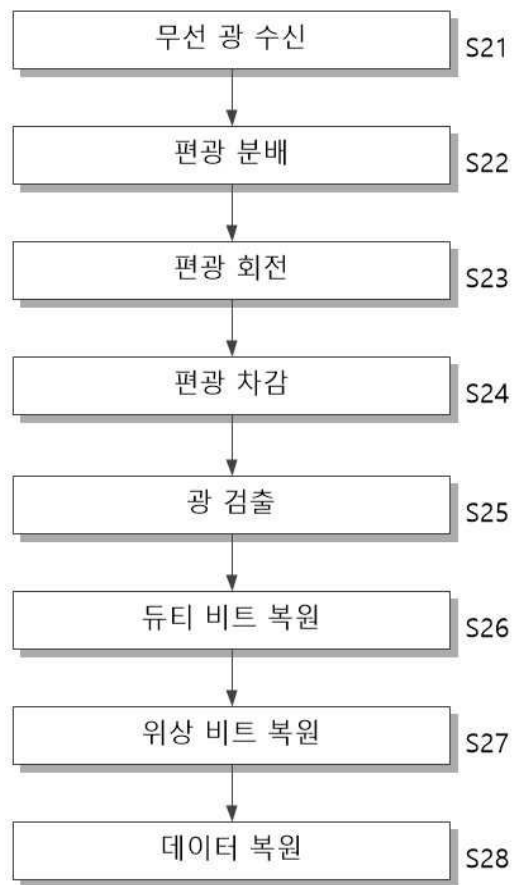 무선 광 수신 S21
편광 분배 S22
편광 회전 S23
편광 차감 S24
광 검출 S25
듀티 비트 복원 S26
위상 비트 복원 S27
데이터 복원 S28